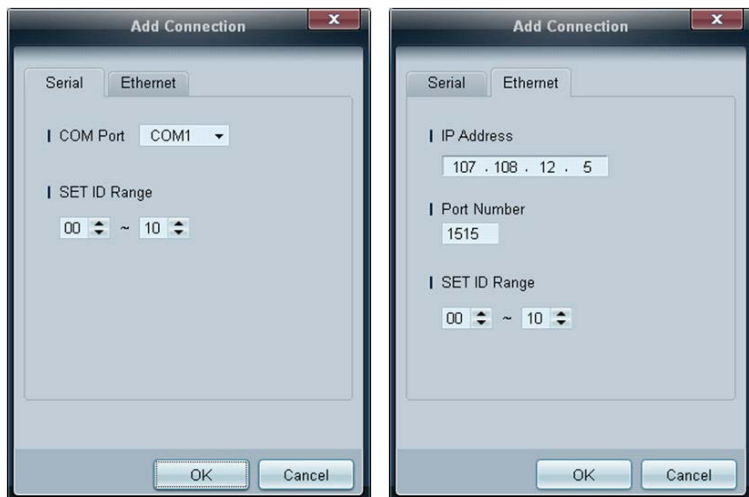 Add Connection
Serial Ethernet
COM Port COM1
SET ID Range
00 ~ 10
OK Cancel
Add Connection
Serial Ethernet
IP Address
107 . 108 . 12 . 5
Port Number
1515
SET ID Range
00 ~ 10
OK Cancel